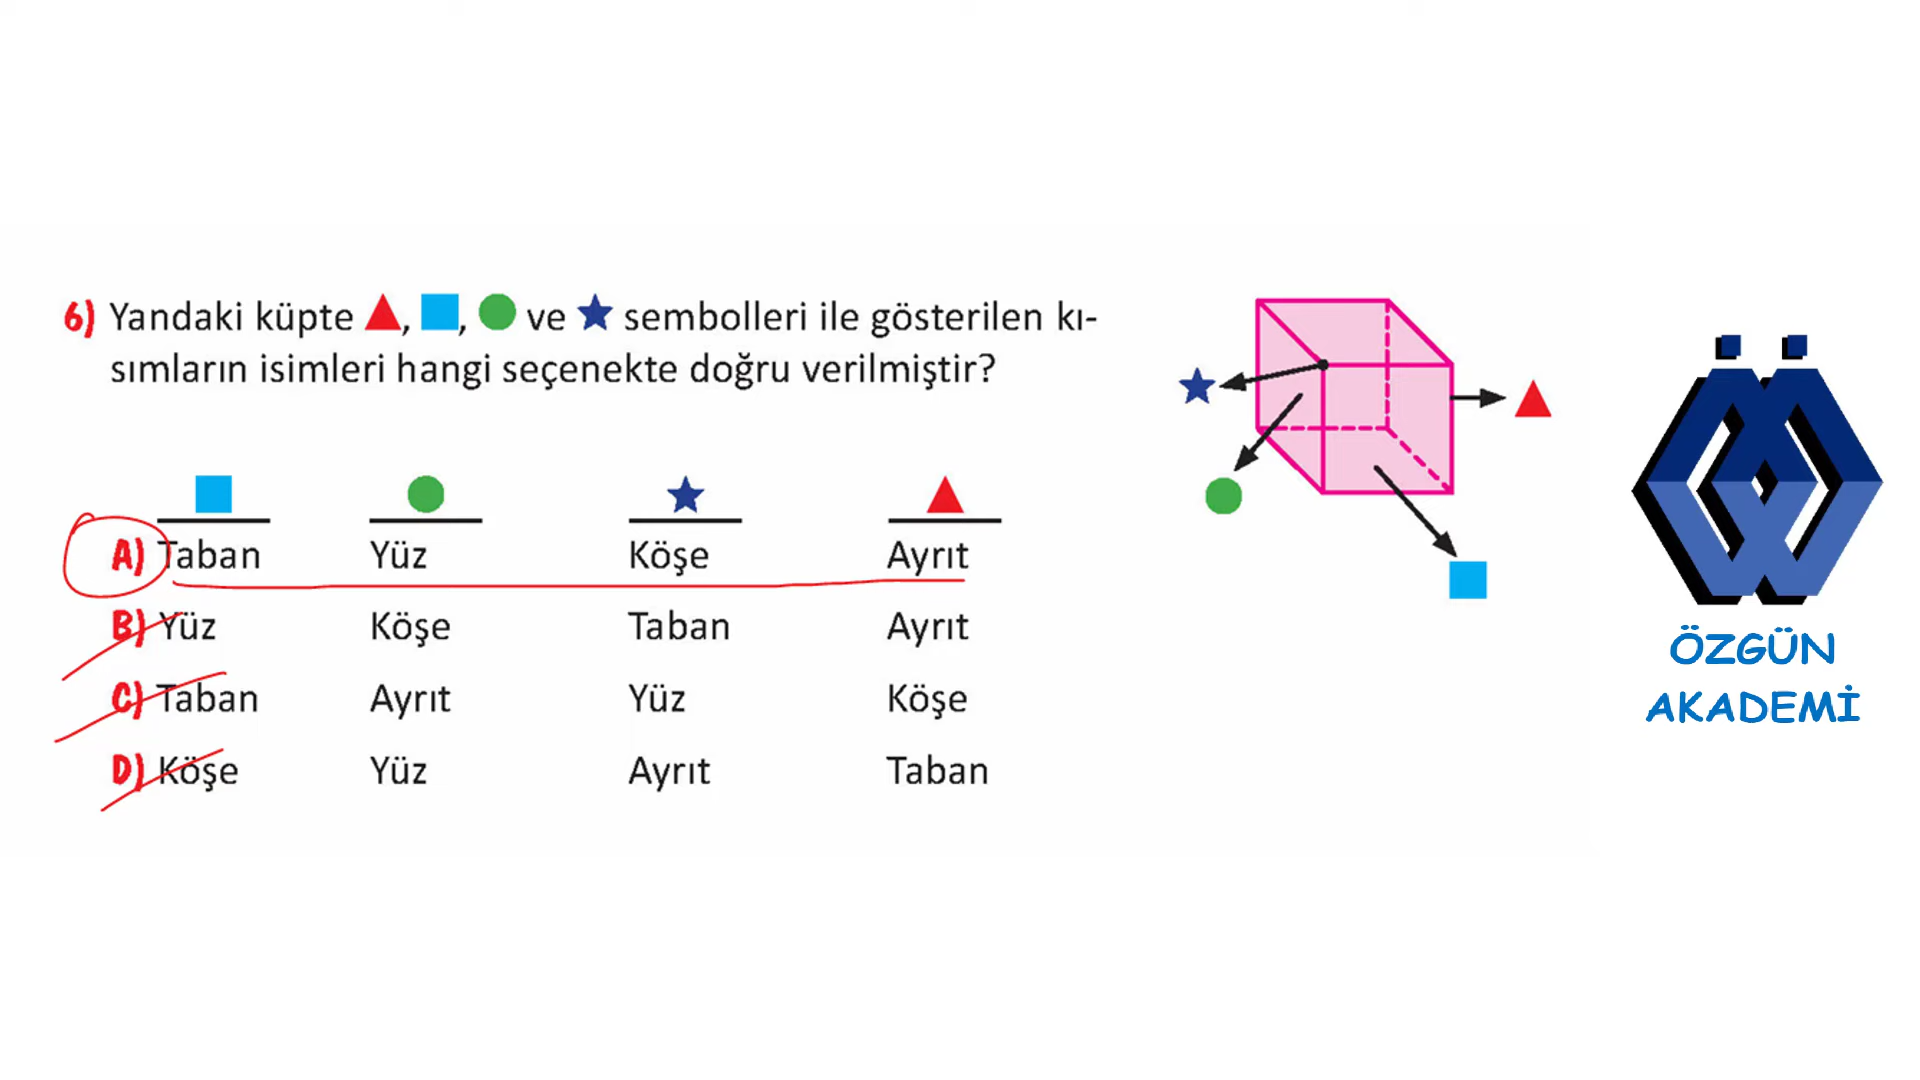 6) Yandaki küpte , , ve sembolleri ile gösterilen kı-
sımların isimleri hangi seçenekte doğru verilmiştir?
A) Taban Yüz Köşe Ayrıt
B) Yüz Köşe Taban Ayrıt
C) Taban Ayrıt Yüz Köşe
D) Köşe Yüz Ayrıt Taban
ÖZGÜN
AKADEMİ